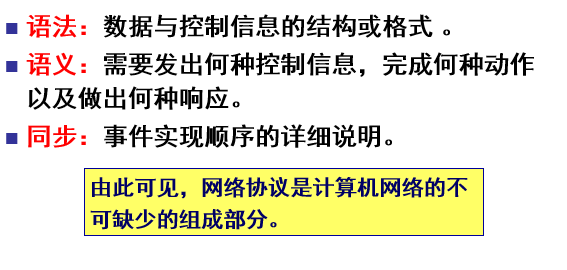 语法：数据与控制信息的结构或格式 。
语义：需要发出何种控制信息，完成何种动作
以及做出何种响应。
同步：事件实现顺序的详细说明。
由此可见，网络协议是计算机网络的不
可缺少的组成部分。